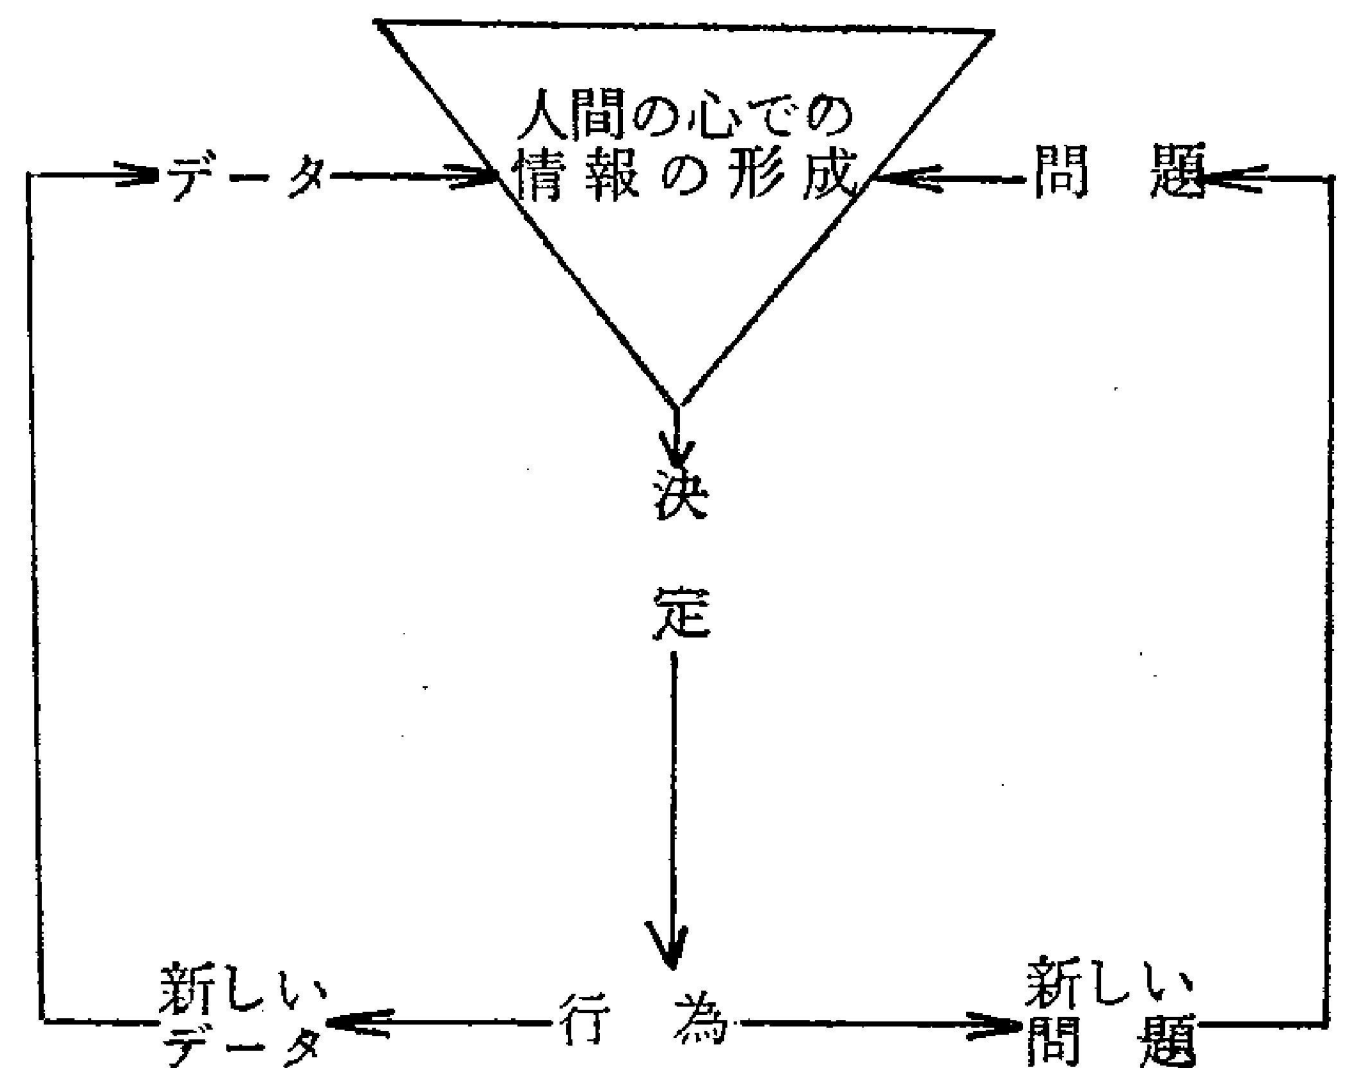 人間の心での
情報の形成
データ
問題
決
定
新しい
データ
行為
新しい
問題